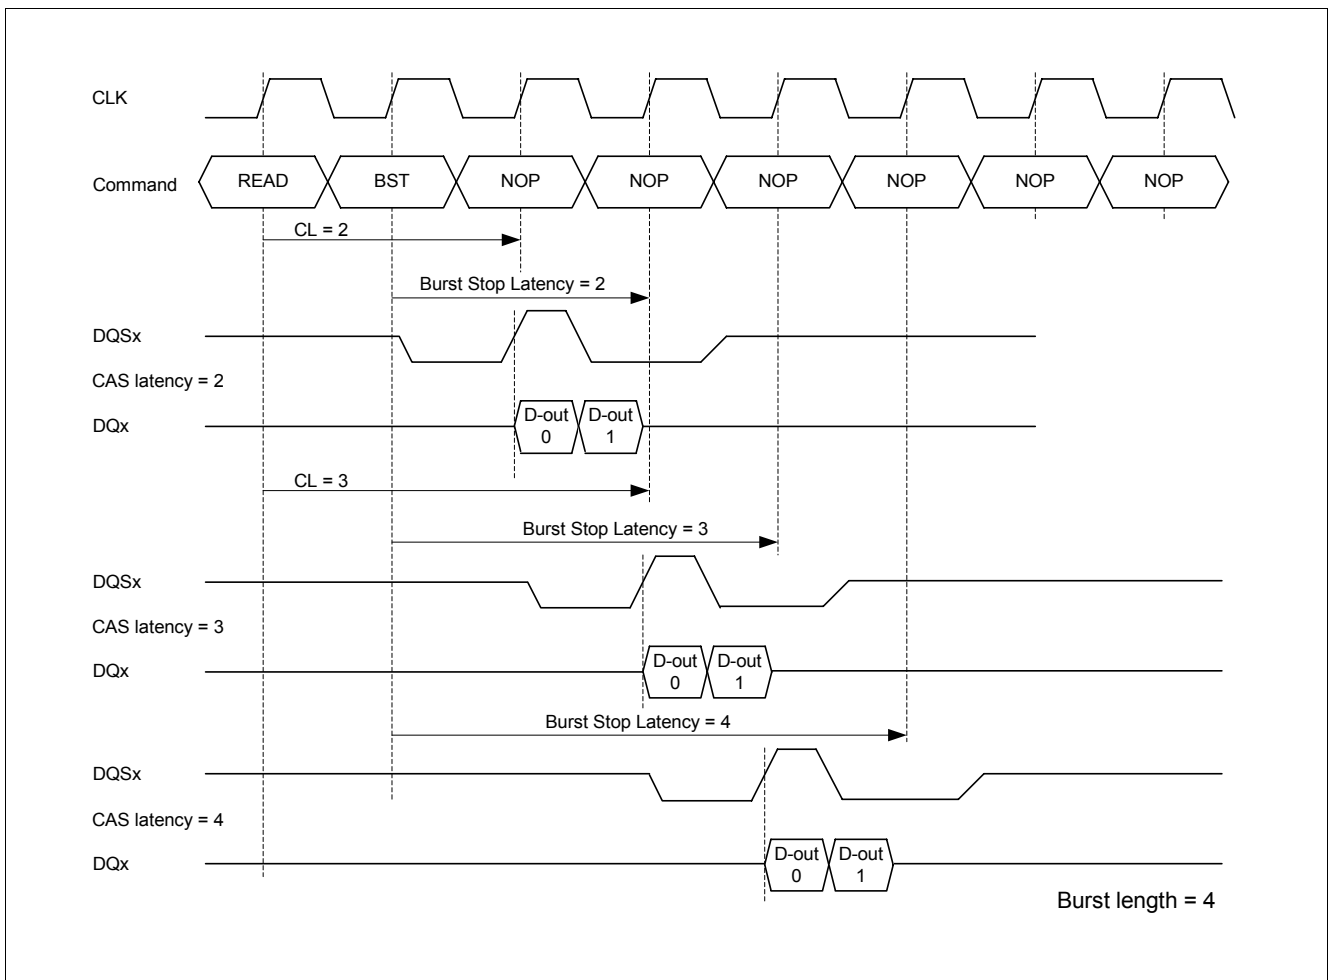 CLK
Command READ BST NOP NOP NOP NOP NOP NOP
CL = 2
Burst Stop Latency = 2
DQSx
CAS latency = 2
DQx D-out 0 D-out 1
CL = 3
Burst Stop Latency = 3
DQSx
CAS latency = 3
DQx D-out 0 D-out 1
Burst Stop Latency = 4
DQSx
CAS latency = 4
DQx D-out 0 D-out 1
Burst length = 4